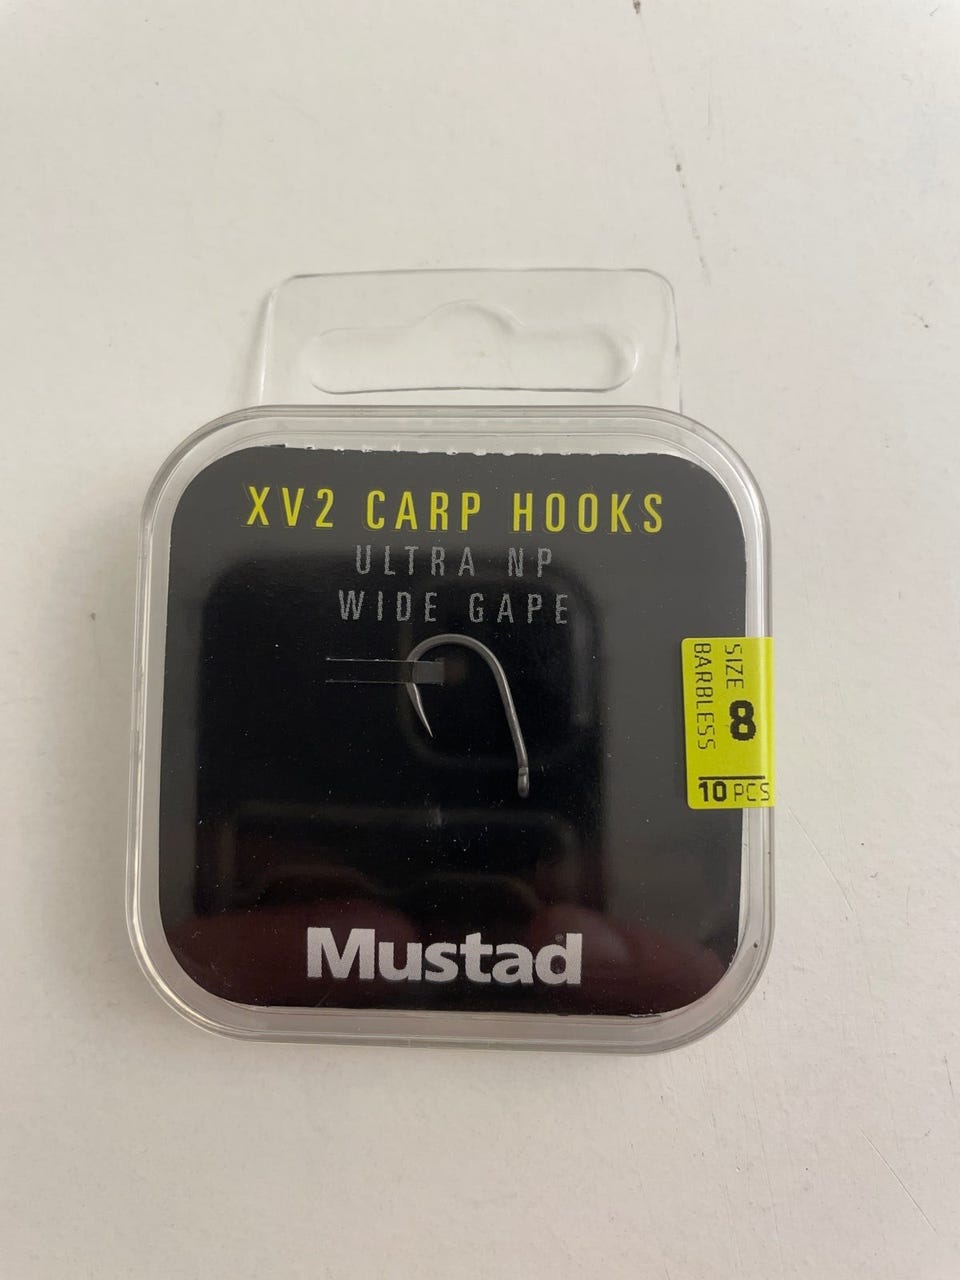 XV2 CARP HOOKS
ULTRA NP
WIDE GAPE
SIZE 8
BARBLESS
10 PCS
Mustad